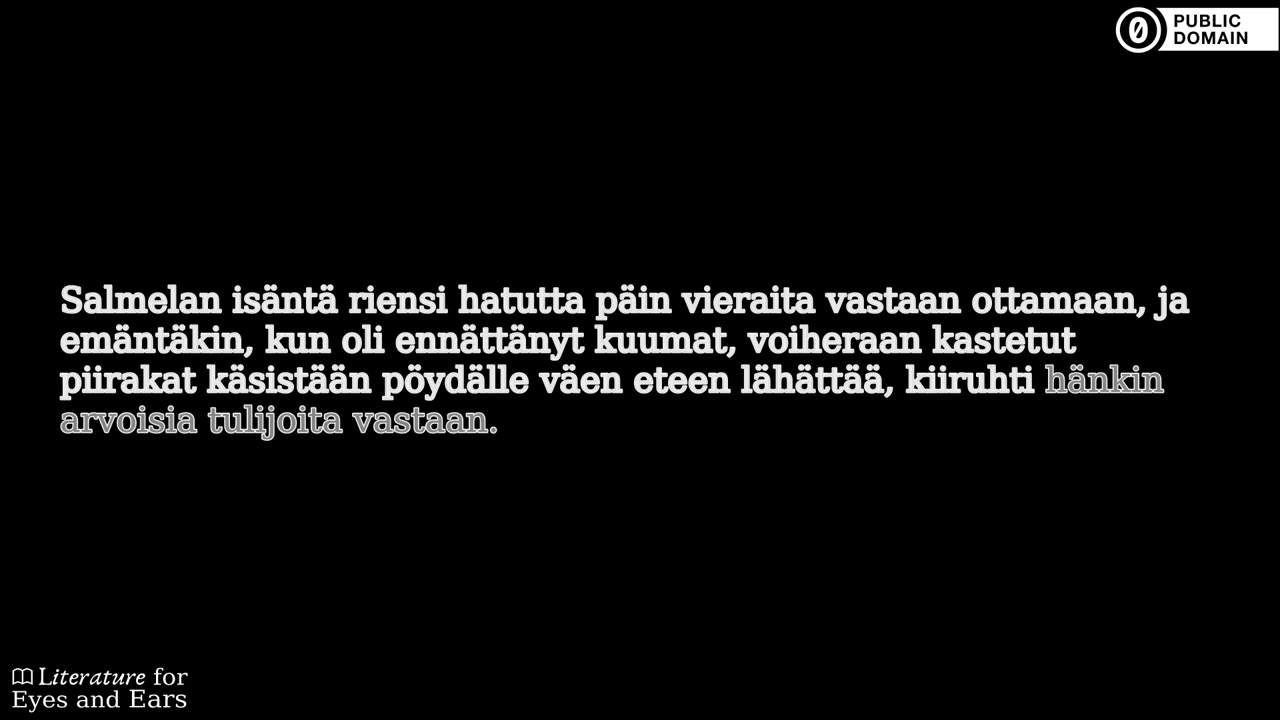 PUBLIC
DOMAIN
Salmelan isäntä riensi hatutta päin vieraita vastaan ottamaan, ja
emäntäkin, kun oli ennättänyt kuumat, voiheraan kastetut
piirakat käsistään pöydälle väen eteen lähättää, kiiruhti hänkin
arvoisia tulijoita vastaan.
Literature for
Eyes and Ears